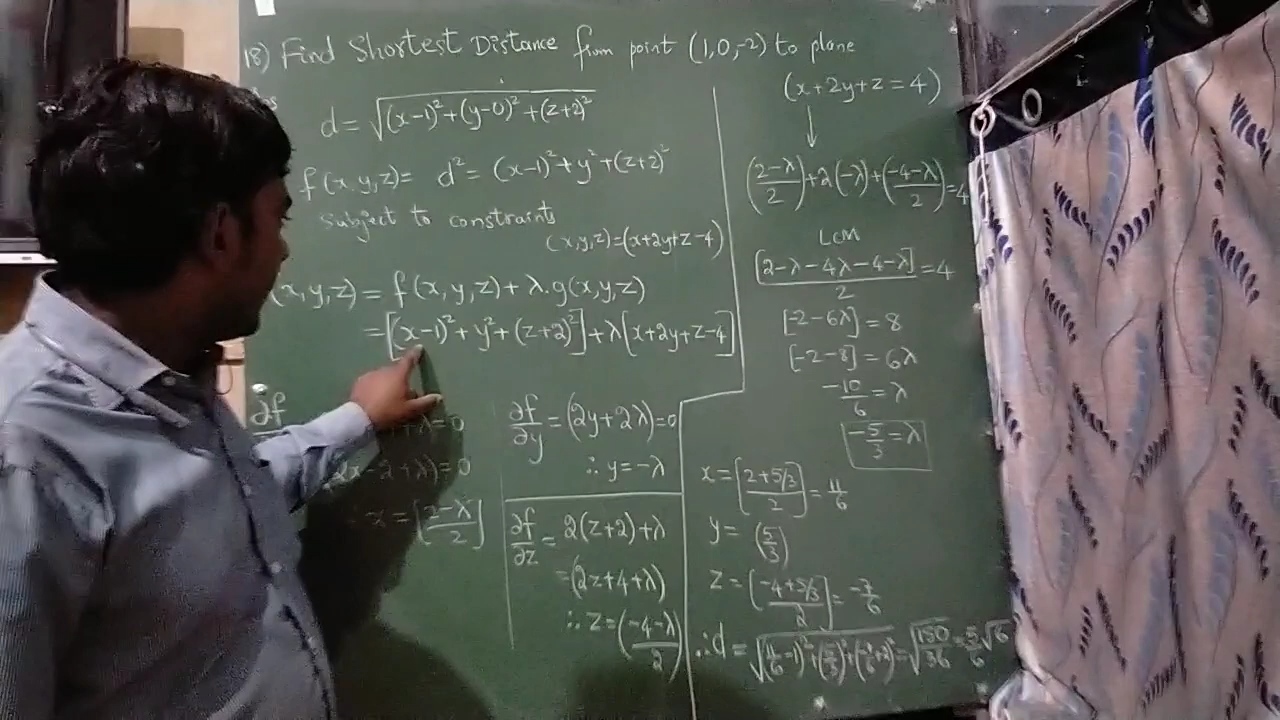 18) Find Shortest Distance from point (1,0,-2) to plane
(x+2y+z=4)
d = √(x-1)²+(y-0)²+(z+2)²
f(x,y,z) = d² = (x-1)²+y²+(z+2)²
subject to constraints
(x,y,z)=(x+2y+z-4)
(x,y,z) = f(x,y,z)+λ.g(x,y,z)
=[(x-1)²+y²+(z+2)²]+λ[x+2y+z-4]
∂f
+λ=0
(2x-2+λ)=0
x=[2-λ/2]
∂f/∂y=(2y+2λ)=0
∴ y=-λ
∂f/∂z= 2(z+2)+λ
=(2z+4+λ)
∴ z=(-4-λ/2)
↓
(2-λ/2)+2(-λ)+(-4-λ/2)=4
LCM
[2-λ-4λ-4-λ]/2=4
[-2-6λ]=8
[-2-8]=6λ
-10/6=λ
-5/3=λ
x=[2+5/3/2]=11/6
y=(5/3)
z=[-4+5/3/2]=-7/6
∴d=√(11/6-1)²+(5/3)²+(-7/6+2)²=√150/36=5/6√6